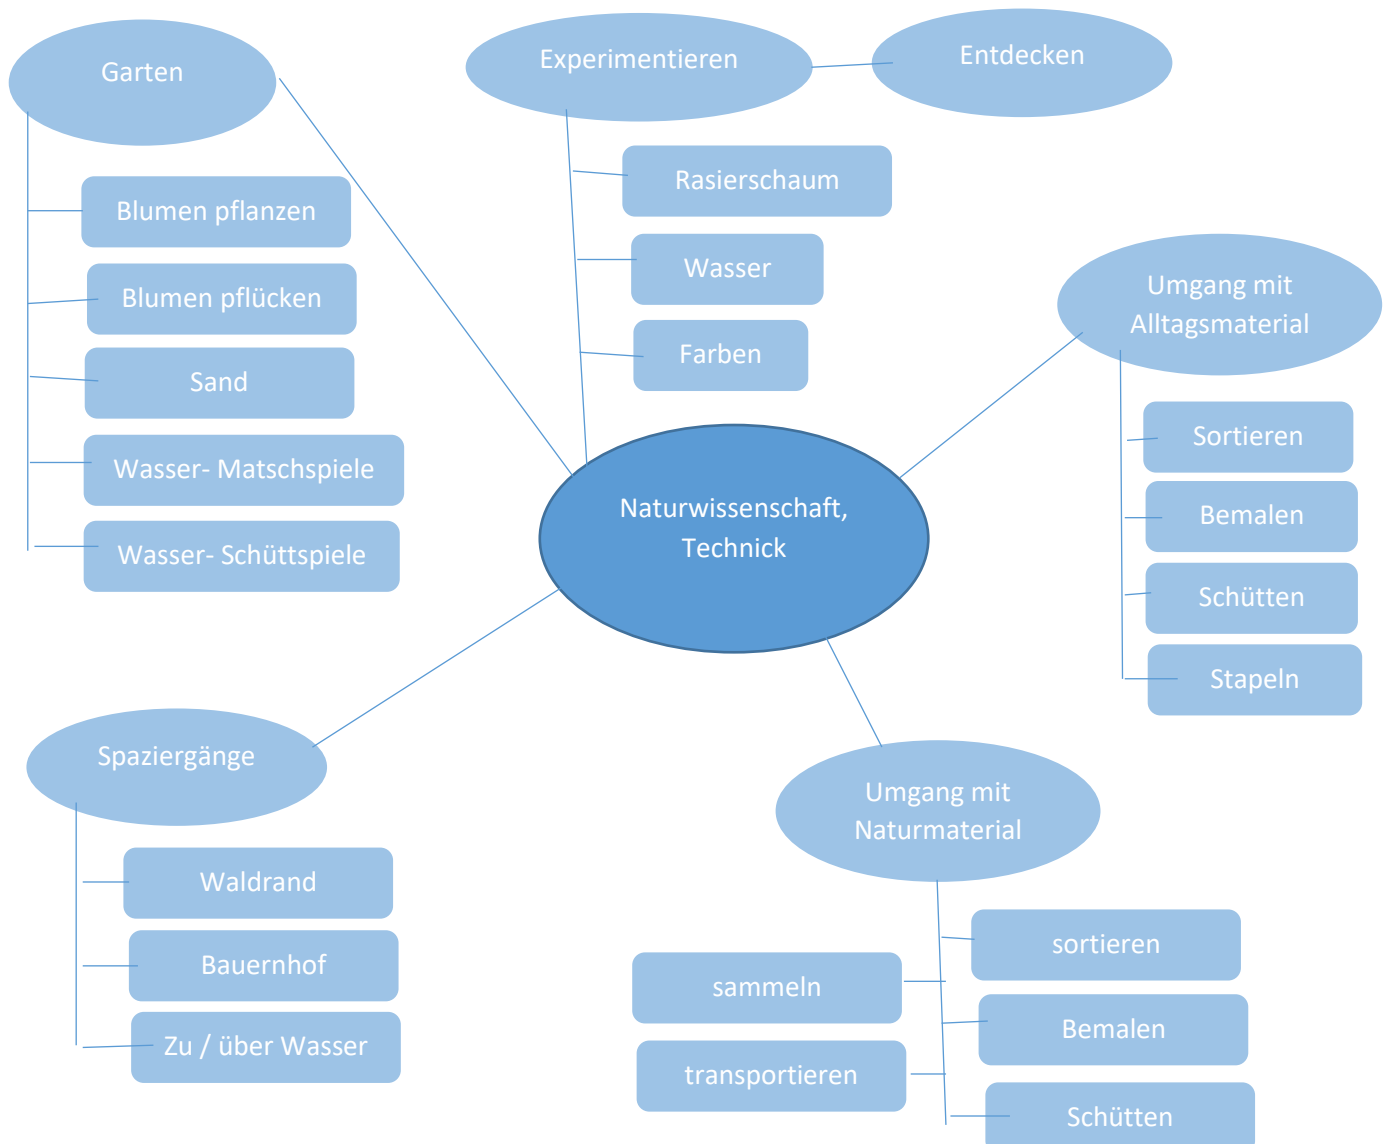 Garten
Blumen pflanzen
Blumen pflücken
Sand
Wasser- Matschspiele
Wasser- Schüttspiele
Experimentieren
Entdecken
Rasierschaum
Wasser
Farben
Umgang mit
Alltagsmaterial
Sortieren
Bemalen
Schütten
Stapeln
Naturwissenschaft,
Technick
Spaziergänge
Waldrand
Bauernhof
Zu / über Wasser
Umgang mit
Naturmaterial
sammeln
transportieren
sortieren
Bemalen
Schütten